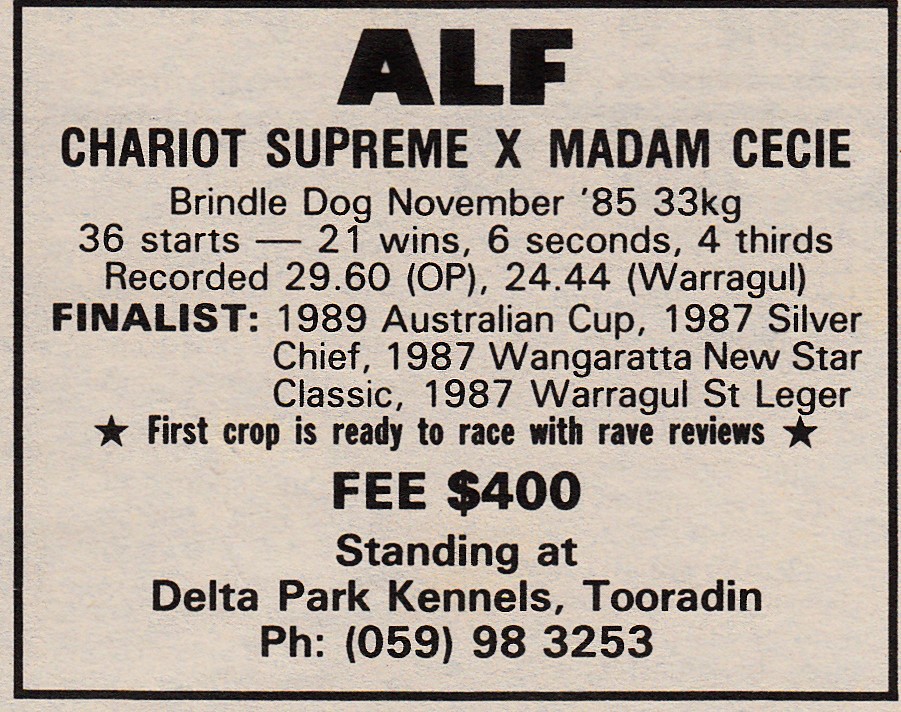 ALF
CHARIOT SUPREME X MADAM CECIE
Brindle Dog November '85 33kg
36 starts — 21 wins, 6 seconds, 4 thirds
Recorded 29.60 (OP), 24.44 (Warragul)
FINALIST: 1989 Australian Cup, 1987 Silver
Chief, 1987 Wangaratta New Star
Classic, 1987 Warragul St Leger
★ First crop is ready to race with rave reviews ★
FEE $400
Standing at
Delta Park Kennels, Tooradin
Ph: (059) 98 3253